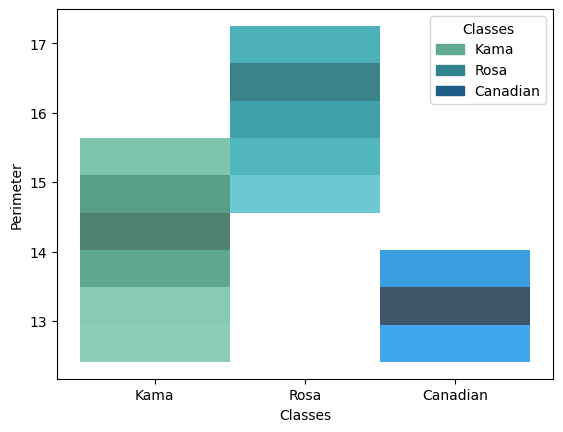 17
16
15
14
13
Perimeter
Kama
Rosa
Canadian
Classes
Classes
Kama
Rosa
Canadian